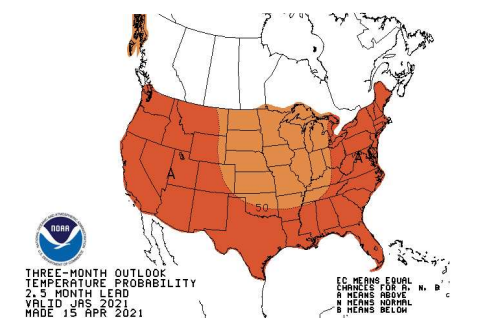 A
A
50
NOAA
THREE-MONTH OUTLOOK
TEMPERATURE PROBABILITY
2.5 MONTH LEAD
VALID JAS 2021
MADE 15 APR 2021
EC MEANS EQUAL
CHANCES FOR A, N, B
A MEANS ABOVE
N MEANS NORMAL
B MEANS BELOW